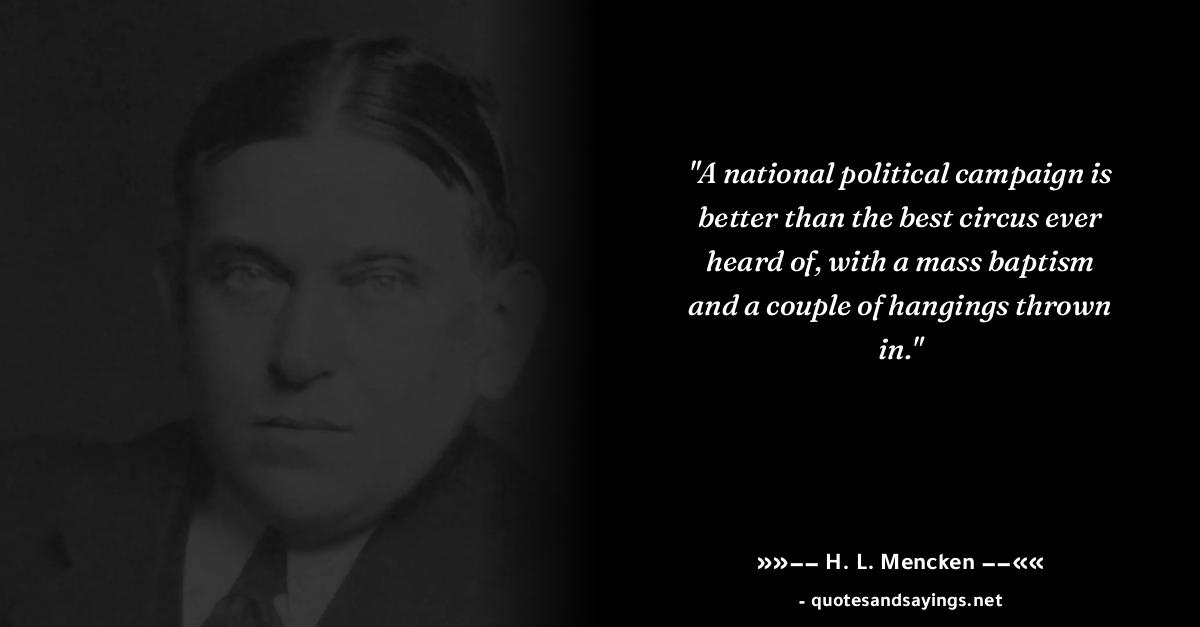 "A national political campaign is
better than the best circus ever
heard of, with a mass baptism
and a couple of hangings thrown
in."
»»−− H. L. Mencken −−««
- quotesandsayings.net